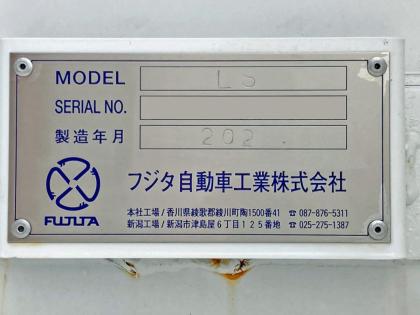 MODEL LS
SERIAL NO.
製造年月 202 .
フジタ自動車工業株式会社
FUJITA
本社工場/香川県綾歌郡綾川町陶1500番41 ☎ 087-876-5311
新潟工場/新潟市津島屋6丁目125番地 ☎ 025-275-1387